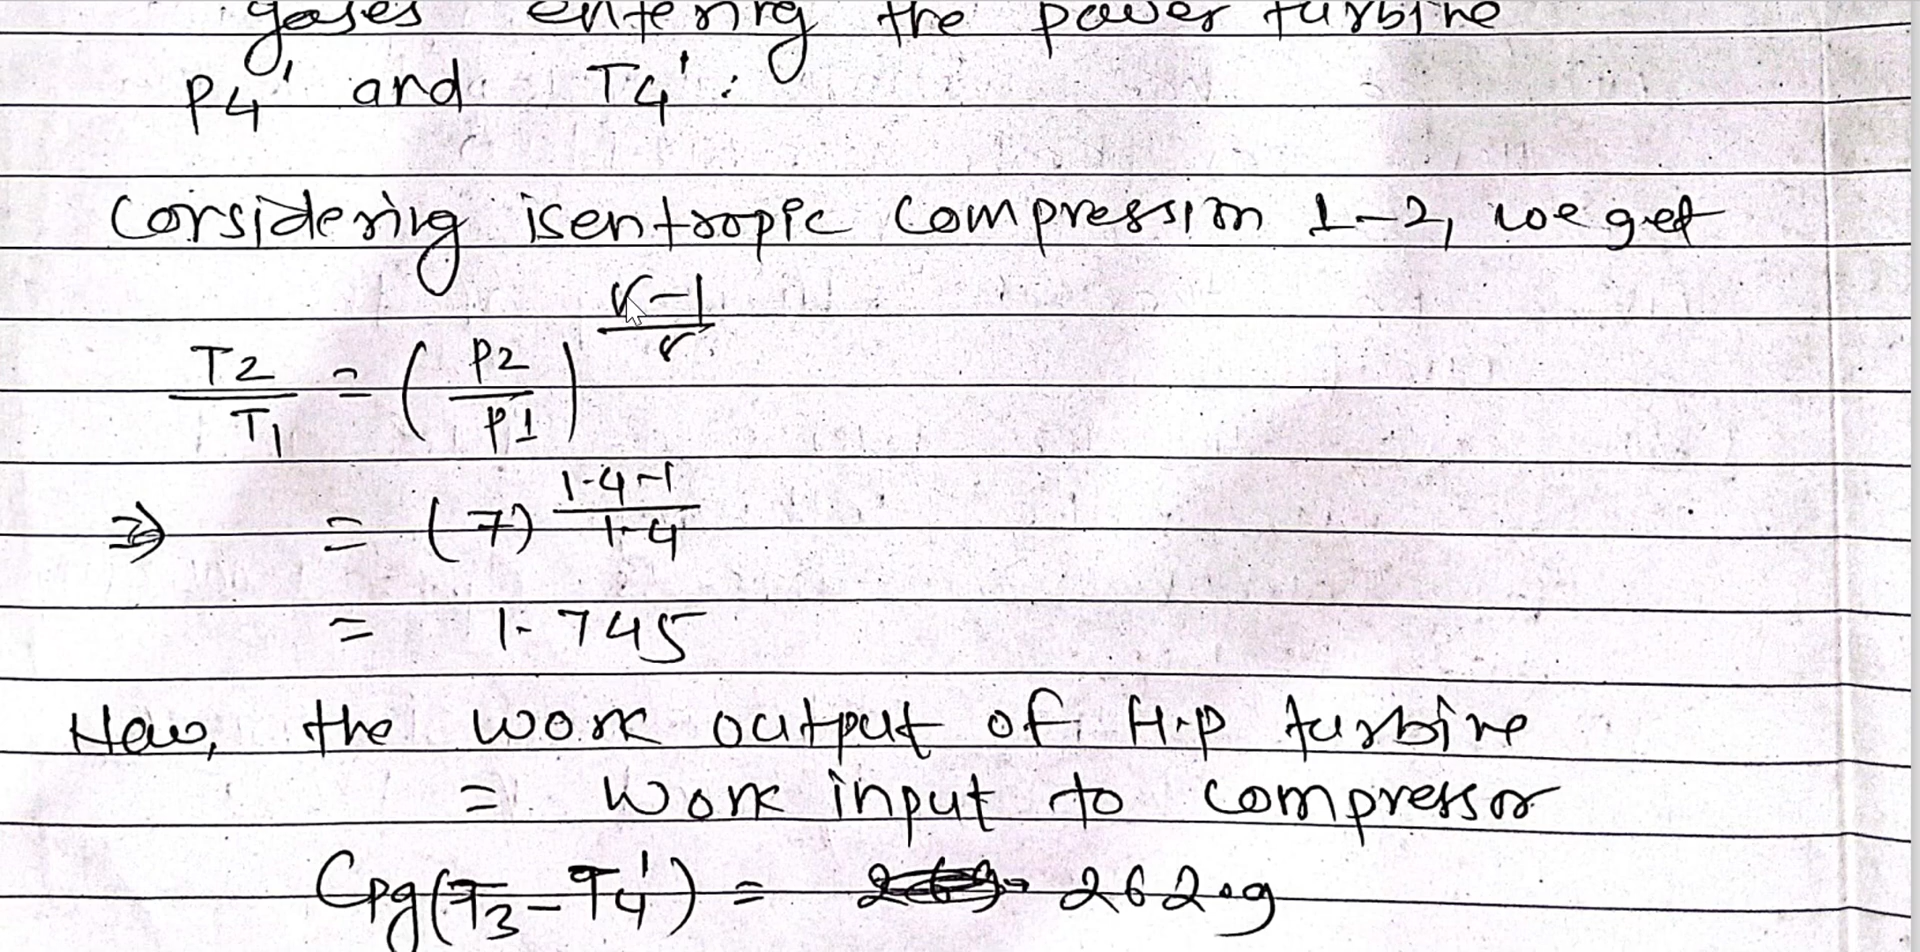 gases entering the power turbine
P4' and T4' :
Considering isentropic compression 1-2, we get
T2/T1 = (P2/P1)^(γ-1)/γ
⇒ = (7)^(1.4-1)/1.4
= 1.745
Now, the work output of H.P turbine
= Work input to compressor
Cpg(T3 - T4') = 262.9